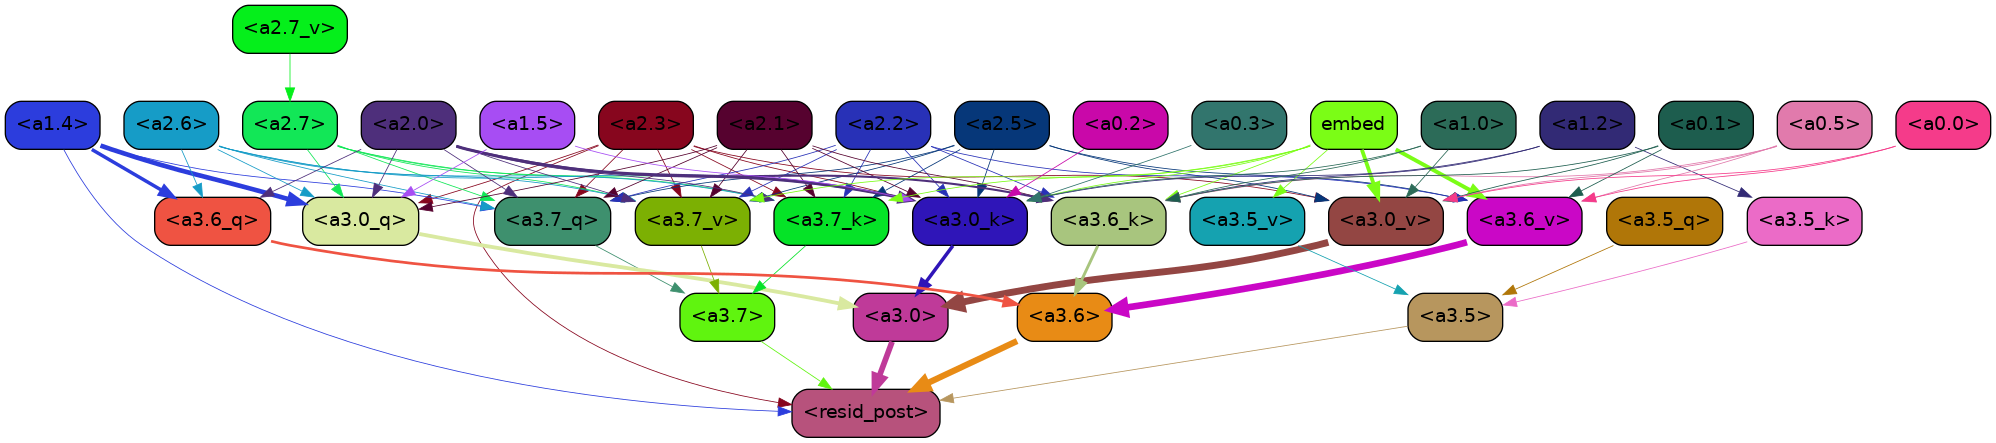 <a2.7_v>
<a1.4> <a2.6> <a2.7> <a2.0> <a1.5> <a2.3> <a2.1> <a2.2> <a2.5> <a0.2> <a0.3> embed <a1.0> <a1.2> <a0.1> <a0.5> <a0.0>
<a3.6_q> <a3.0_q> <a3.7_q> <a3.7_v> <a3.7_k> <a3.0_k> <a3.6_k> <a3.5_v> <a3.0_v> <a3.6_v> <a3.5_q> <a3.5_k>
<a3.7> <a3.0> <a3.6> <a3.5>
<resid_post>